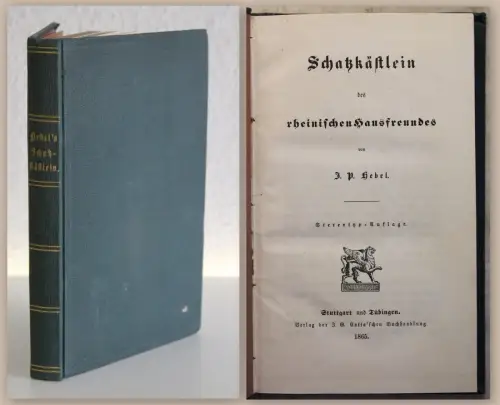 Hebel's
Schatz-
kästlein.
Schatzkästlein
des
rheinischen Hausfreundes
von
J. P. Hebel.
Stereotyp-Auflage.
Stuttgart und Tübingen.
Verlag der J. G. Cotta'schen Buchhandlung.
1865.